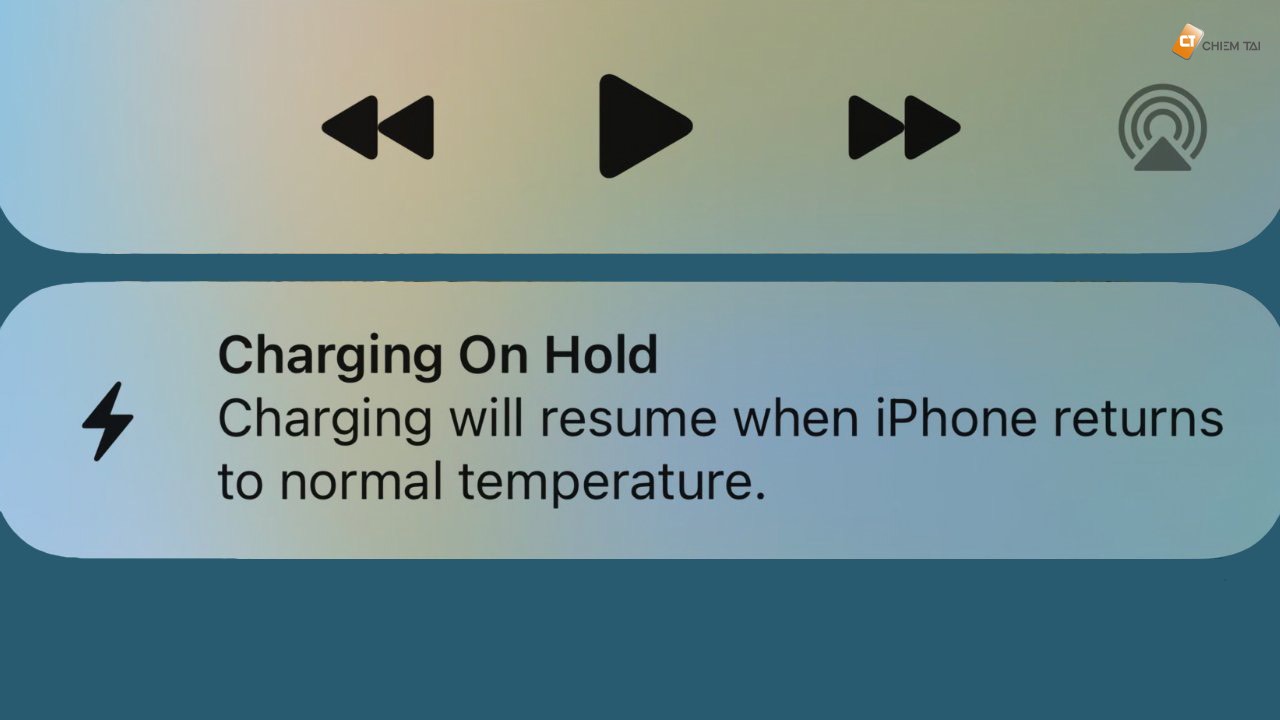 CT CHIEM TAI
Charging On Hold
Charging will resume when iPhone returns
to normal temperature.